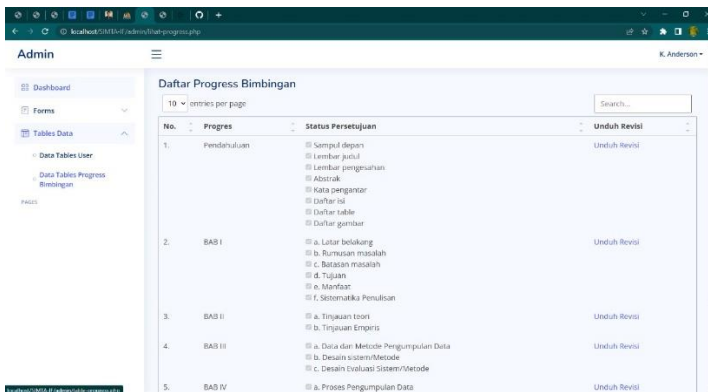 localhost/SIMTA-IF/admin/lihat-progress.php
Admin
K. Anderson
Dashboard
Forms
Tables Data
Data Tables User
Data Tables Progress
Bimbingan
PAGES
Daftar Progress Bimbingan
10 entries per page
Search...
No. Progres Status Persetujuan Unduh Revisi
1. Pendahuluan Sampul depan Unduh Revisi
Lembar judul
Lembar pengesahan
Abstrak
Kata pengantar
Daftar isi
Daftar table
Daftar gambar
2. BAB I a. Latar belakang Unduh Revisi
b. Rumusan masalah
c. Batasan masalah
d. Tujuan
e. Manfaat
f. Sistematika Penulisan
3. BAB II a. Tinjauan teori Unduh Revisi
b. Tinjauan Empiris
4. BAB III a. Data dan Metode Pengumpulan Data Unduh Revisi
b. Desain sistem/Metode
c. Desain Evaluasi Sistem/Metode
5. BAB IV a. Proses Pengumpulan Data Unduh Revisi